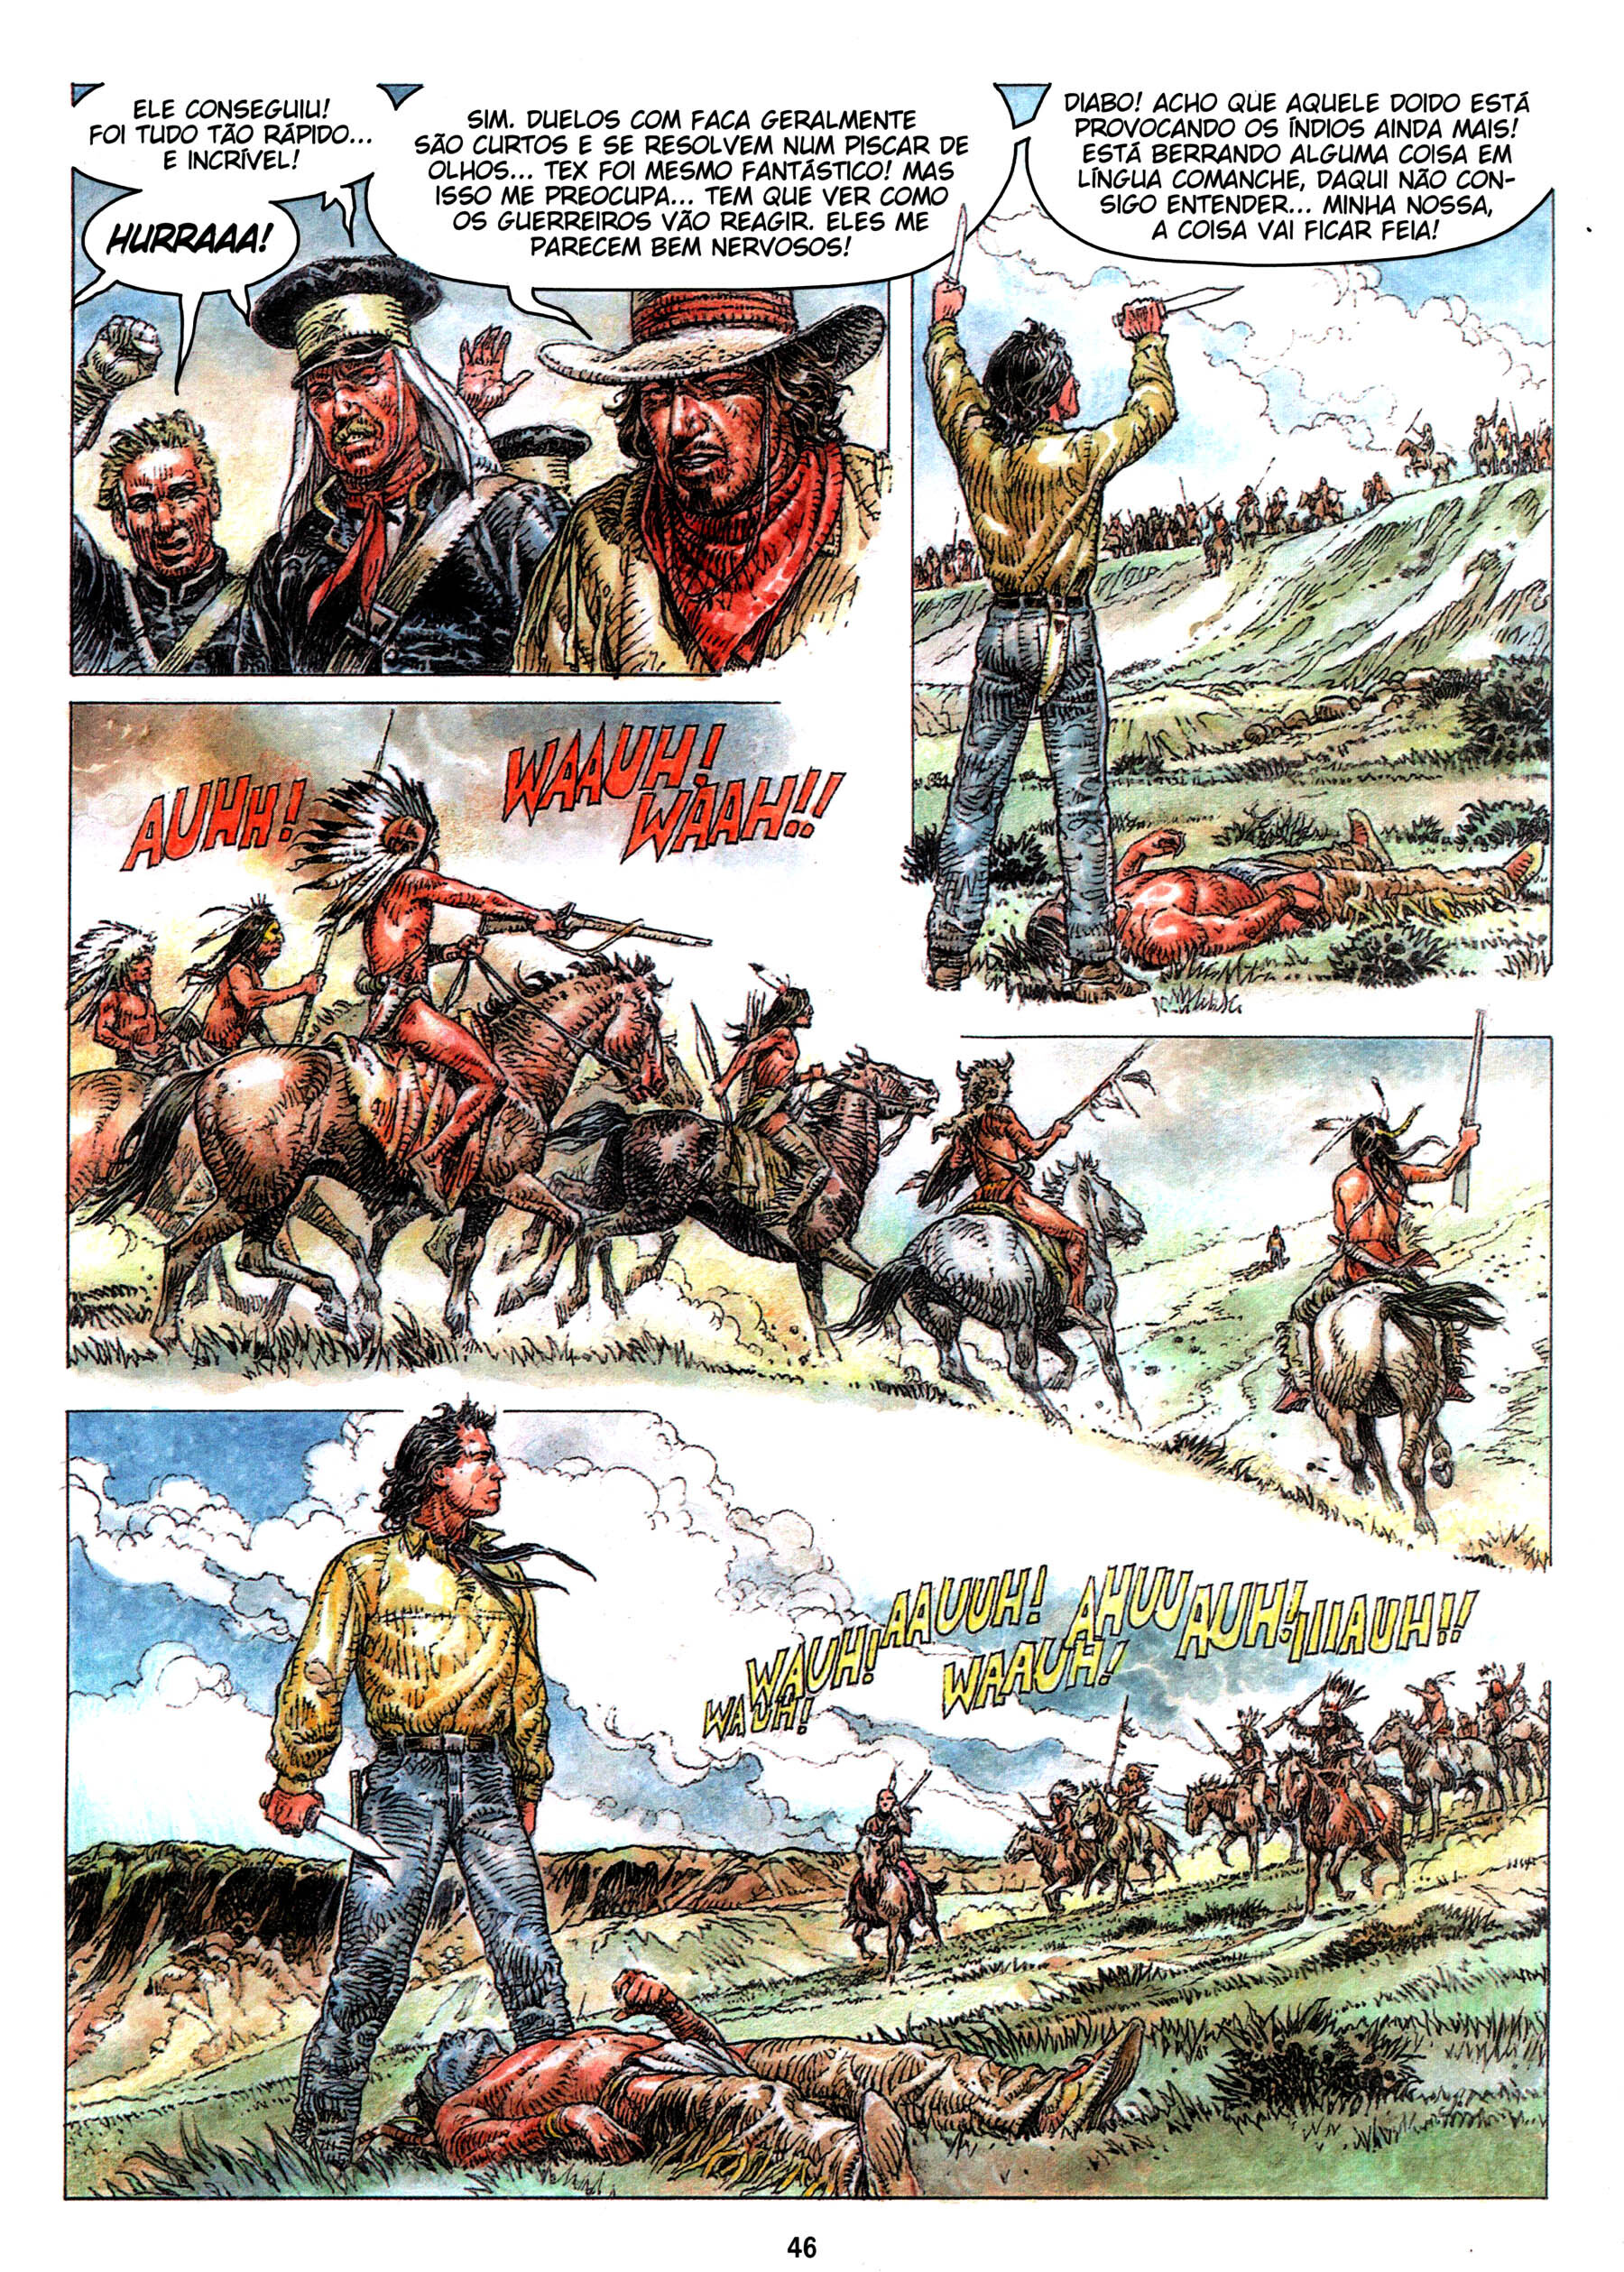 ELE CONSEGUIU!
FOI TUDO TÃO RÁPIDO...
E INCRÍVEL!
HURRAAA!
SIM. DUELOS COM FACA GERALMENTE
SÃO CURTOS E SE RESOLVEM NUM PISCAR DE
OLHOS... TEX FOI MESMO FANTÁSTICO! MAS
ISSO ME PREOCUPA... TEM QUE VER COMO
OS GUERREIROS VÃO REAGIR. ELES ME
PARECEM BEM NERVOSOS!
DIABO! ACHO QUE AQUELE DOIDO ESTÁ
PROVOCANDO OS ÍNDIOS AINDA MAIS!
ESTÁ BERRANDO ALGUMA COISA EM
LÍNGUA COMANCHE, DAQUI NÃO CON-
SIGO ENTENDER... MINHA NOSSA,
A COISA VAI FICAR FEIA!
AUHH!
WAAUH!
WAAH!!
WAUH!
WAUH!
AAUUH!
WAAUH!
AHUU
AUH!
IIIIAUH!!
46